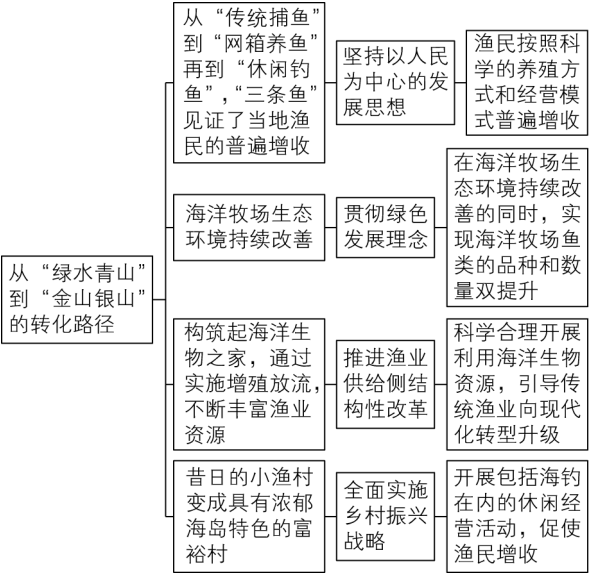 从“绿水青山”
到“金山银山”
的转化路径
从“传统捕鱼”
到“网箱养鱼”
再到“休闲钓
鱼”,“三条鱼”
见证了当地渔
民的普遍增收
坚持以人民
为中心的发
展思想
渔民按照科
学的养殖方
式和经营模
式普遍增收
海洋牧场生态
环境持续改善
贯彻绿色
发展理念
在海洋牧场生
态环境持续改
善的同时，实
现海洋牧场鱼
类的品种和数
量双提升
构筑起海洋生
物之家，通过
实施增殖放流，
不断丰富渔业
资源
推进渔业
供给侧结
构性改革
科学合理开展
利用海洋生物
资源，引导传
统渔业向现代
化转型升级
昔日的小渔村
变成具有浓郁
海岛特色的富
裕村
全面实施
乡村振兴
战略
开展包括海钓
在内的休闲经
营活动，促使
渔民增收